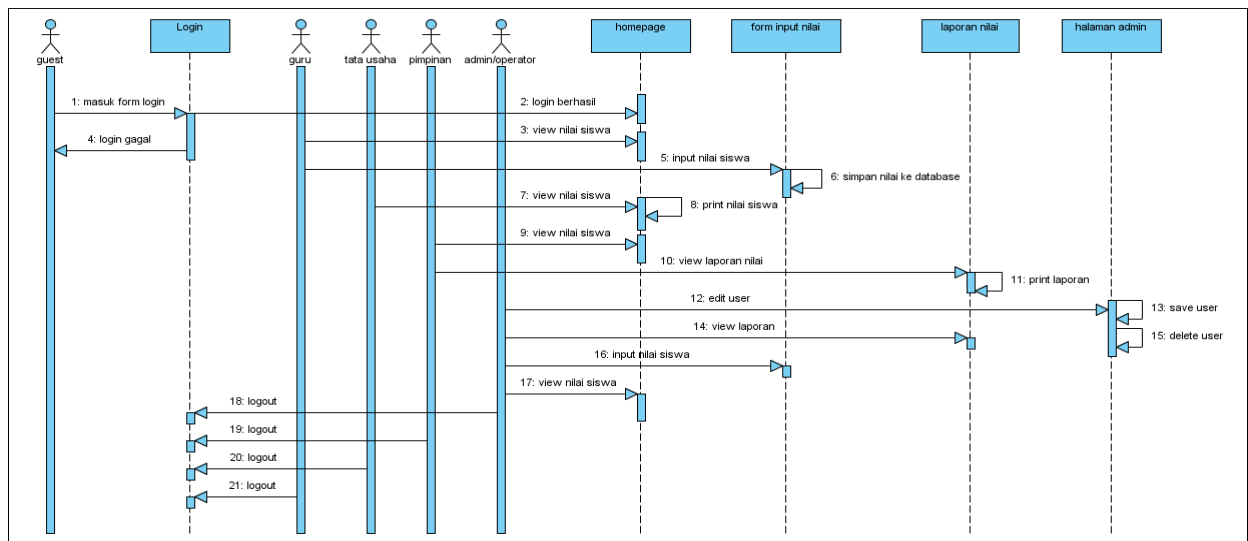 Login
homepage
form input nilai
laporan nilai
halaman admin
guest
guru
tata usaha
pimpinan
admin/operator
1: masuk form login
2: login berhasil
3: view nilai siswa
4: login gagal
5: input nilai siswa
6: simpan nilai ke database
7: view nilai siswa
8: print nilai siswa
9: view nilai siswa
10: view laporan nilai
11: print laporan
12: edit user
13: save user
14: view laporan
15: delete user
16: input nilai siswa
17: view nilai siswa
18: logout
19: logout
20: logout
21: logout